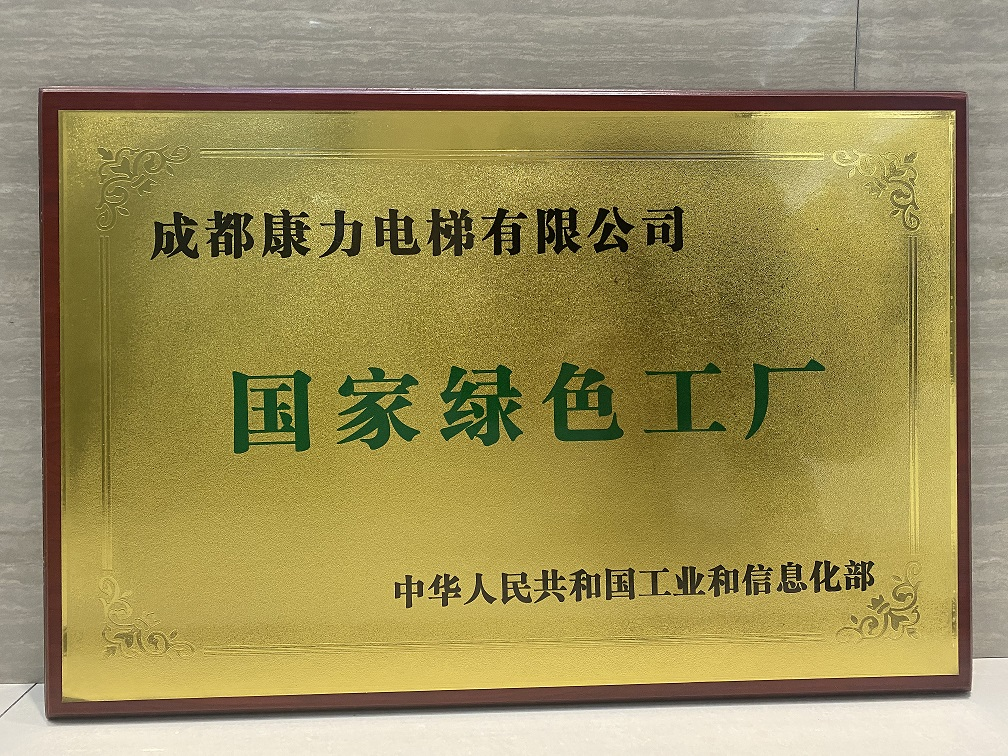 成都康力电梯有限公司
国家绿色工厂
中华人民共和国工业和信息化部